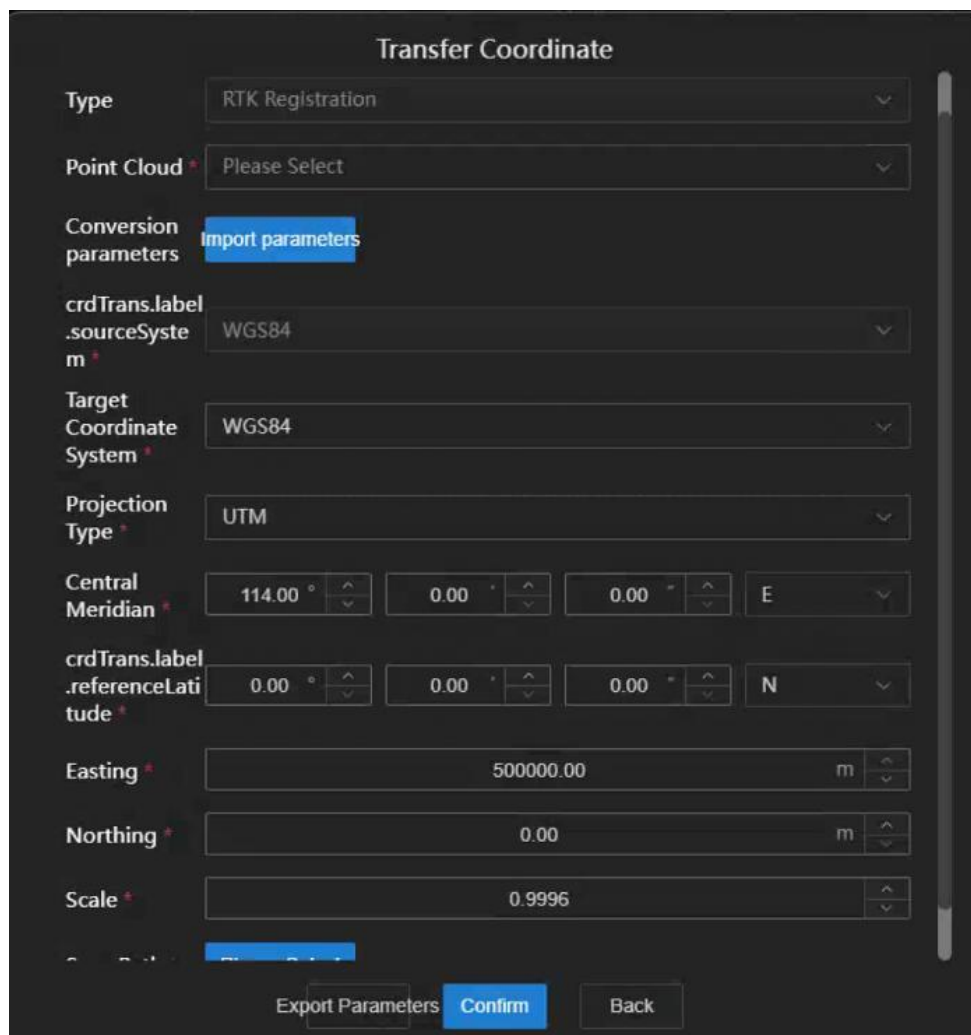 Transfer Coordinate
Type RTK Registration
Point Cloud * Please Select
Conversion
parameters
Import parameters
crdTrans.label
.sourceSyste
m *
WGS84
Target
Coordinate
System *
WGS84
Projection
Type *
UTM
Central
Meridian *
114.00 ° 0.00 ' 0.00 " E
crdTrans.label
.referenceLati
tude *
0.00 ° 0.00 ' 0.00 " N
Easting * 500000.00 m
Northing * 0.00 m
Scale * 0.9996
Export Parameters Confirm Back